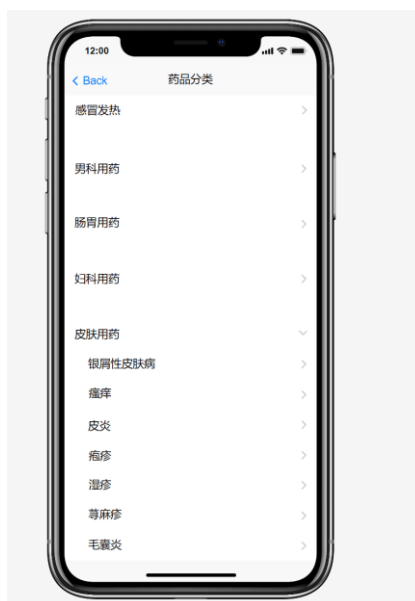 12:00
Back
药品分类
感冒发热
男科用药
肠胃用药
妇科用药
皮肤用药
银屑性皮肤病
瘙痒
皮炎
疱疹
湿疹
荨麻疹
毛囊炎